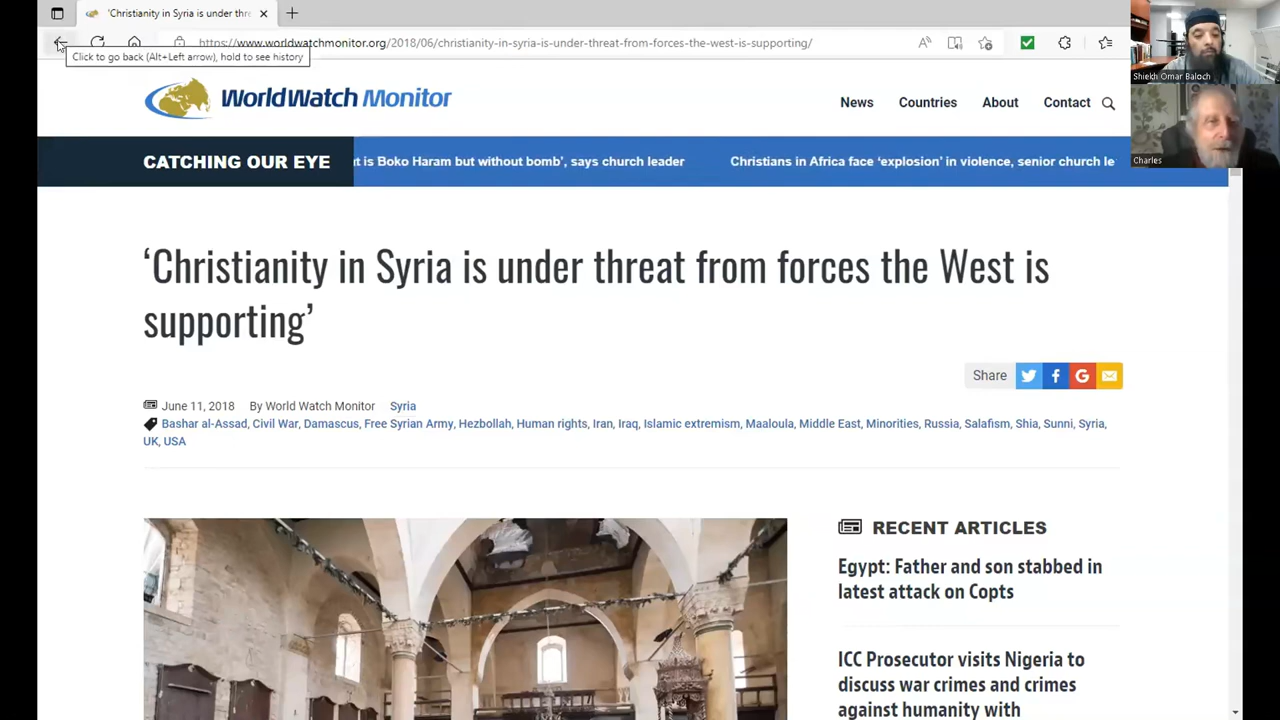 'Christianity in Syria is under thre
https://www.worldwatchmonitor.org/2018/06/christianity-in-syria-is-under-threat-from-forces-the-west-is-supporting/
Click to go back (Alt+Left arrow), hold to see history
Shiekh Omar Baloch
Charles
WorldWatch Monitor
News Countries About Contact
CATCHING OUR EYE
t is Boko Haram but without bomb', says church leader
Christians in Africa face 'explosion' in violence, senior church le
'Christianity in Syria is under threat from forces the West is
supporting'
Share
June 11, 2018 By World Watch Monitor Syria
Bashar al-Assad, Civil War, Damascus, Free Syrian Army, Hezbollah, Human rights, Iran, Iraq, Islamic extremism, Maaloula, Middle East, Minorities, Russia, Salafism, Shia, Sunni, Syria,
UK, USA
RECENT ARTICLES
Egypt: Father and son stabbed in
latest attack on Copts
ICC Prosecutor visits Nigeria to
discuss war crimes and crimes
against humanity with